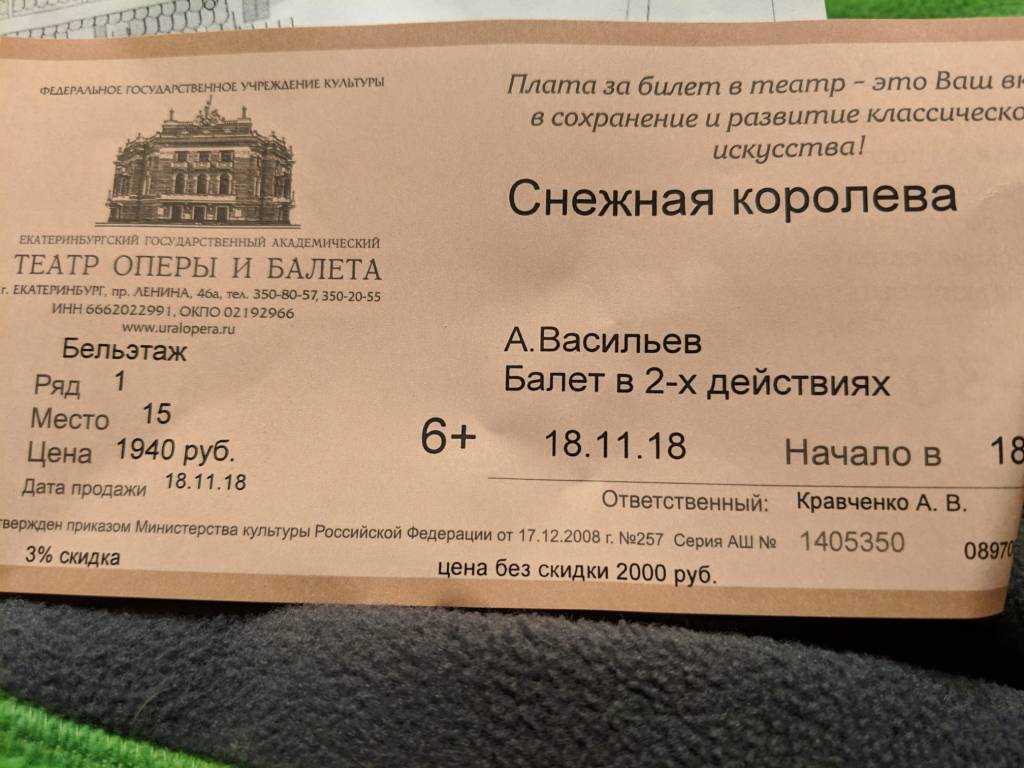 ФЕДЕРАЛЬНОЕ ГОСУДАРСТВЕННОЕ УЧРЕЖДЕНИЕ КУЛЬТУРЫ
ЕКАТЕРИНБУРГСКИЙ ГОСУДАРСТВЕННЫЙ АКАДЕМИЧЕСКИЙ
ТЕАТР ОПЕРЫ И БАЛЕТА
г. ЕКАТЕРИНБУРГ, пр. ЛЕНИНА, 46а, тел. 350-80-57, 350-20-55
ИНН 6662022991, ОКПО 02192966
www.uralopera.ru
Бельэтаж
Ряд 1
Место 15
Цена 1940 руб.
Дата продажи 18.11.18
Плата за билет в театр - это Ваш
в сохранение и развитие классическо
искусства!
Снежная королева
А.Васильев
Балет в 2-х действиях
6+ 18.11.18 Начало в 18
Ответственный: Кравченко А. В.
твержден приказом Министерства культуры Российской Федерации от 17.12.2008 г. №257 Серия АШ № 1405350 08970
3% скидка
цена без скидки 2000 руб.